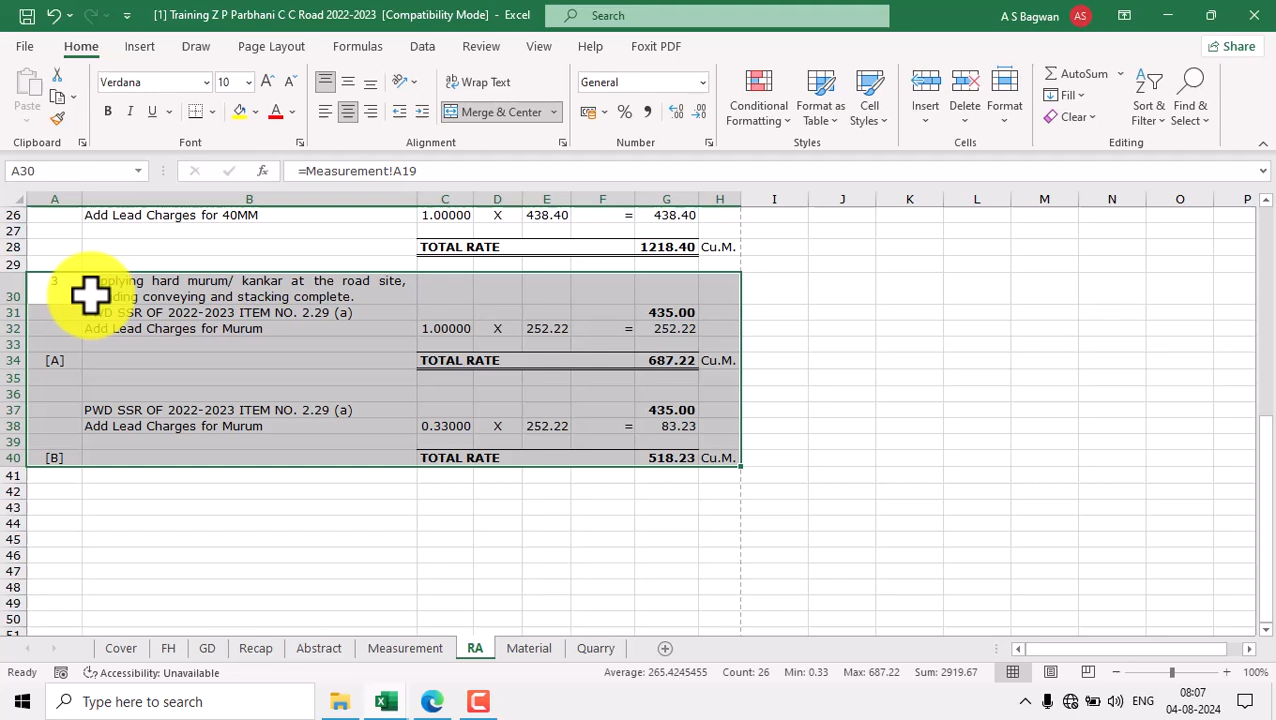 [1] Training Z P Parbhani C C Road 2022-2023 [Compatibility Mode] - Excel
Search
A S Bagwan
AS
File Home Insert Draw Page Layout Formulas Data Review View Help Foxit PDF
Share
Paste
Verdana 10
Wrap Text
General
Conditional Formatting
Format as Table
Cell Styles
Insert Delete Format
AutoSum
Fill
Clear
Sort & Filter
Find & Select
B I U
Merge & Center
Clipboard Font Alignment Number Styles Cells Editing
A30 fx =Measurement!A19
A B C D E F G H I J K L M N O P
26 Add Lead Charges for 40MM 1.00000 X 438.40 = 438.40
27
28 TOTAL RATE 1218.40 Cu.M.
29
3 hard murum/ kankar at the road site,
30 conveying and stacking complete.
31 SSR OF 2022-2023 ITEM NO. 2.29 (a) 435.00
32 Add Lead Charges for Murum 1.00000 X 252.22 = 252.22
33
34 [A] TOTAL RATE 687.22 Cu.M.
35
36
37 PWD SSR OF 2022-2023 ITEM NO. 2.29 (a) 435.00
38 Add Lead Charges for Murum 0.33000 X 252.22 = 83.23
39
40 [B] TOTAL RATE 518.23 Cu.M.
41
42
43
44
45
46
47
48
49
50
51
Cover FH GD Recap Abstract Measurement RA Material Quarry
Ready Accessibility: Unavailable Average: 265.4245455 Count: 26 Min: 0.33 Max: 687.22 Sum: 2919.67 100%
Type here to search
ENG
08:07
04-08-2024